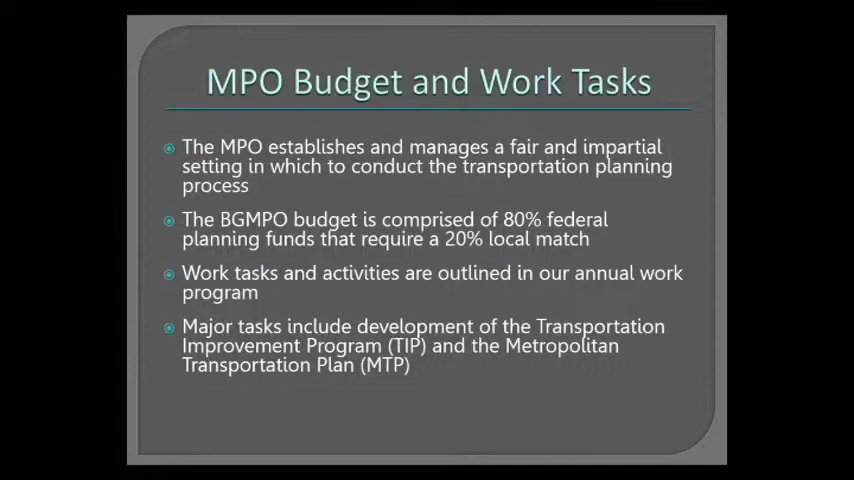 MPO Budget and Work Tasks
The MPO establishes and manages a fair and impartial
setting in which to conduct the transportation planning
process
The BGMPO budget is comprised of 80% federal
planning funds that require a 20% local match
Work tasks and activities are outlined in our annual work
program
Major tasks include development of the Transportation
Improvement Program (TIP) and the Metropolitan
Transportation Plan (MTP)